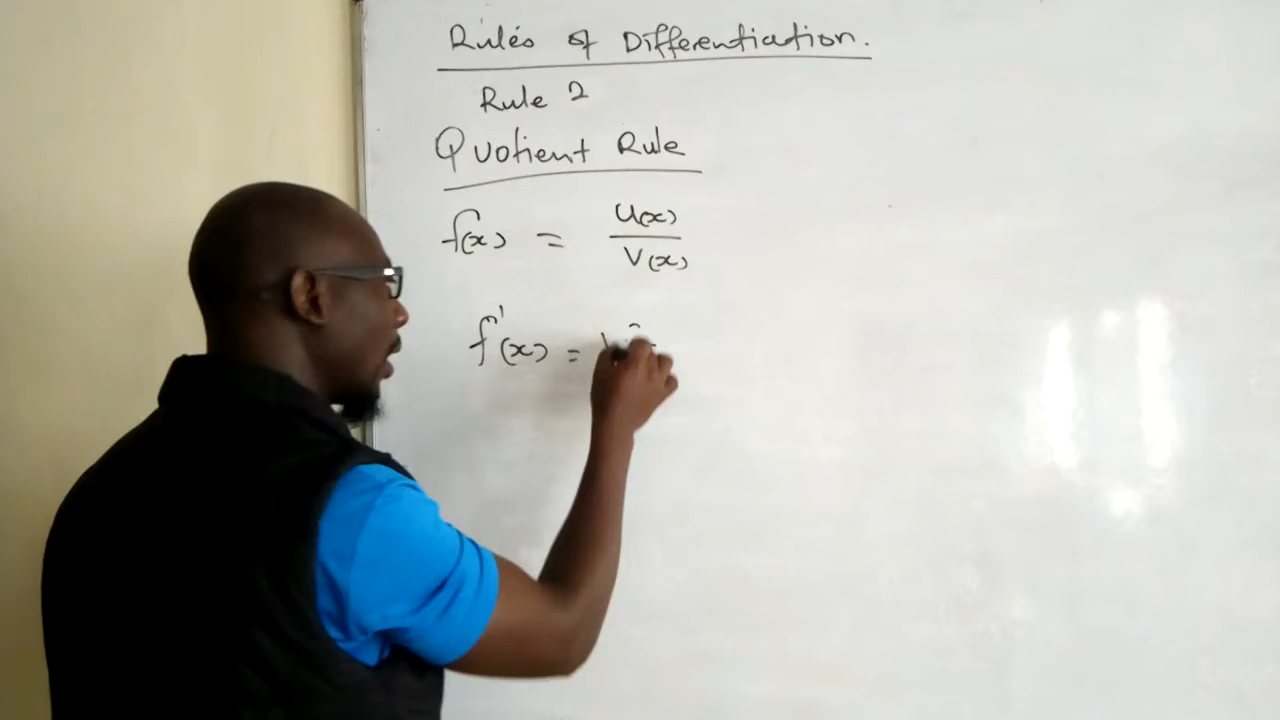 Rules of Differentiation.
Rule 2
Quotient Rule
f(x) = U(x)/V(x)
f'(x) =